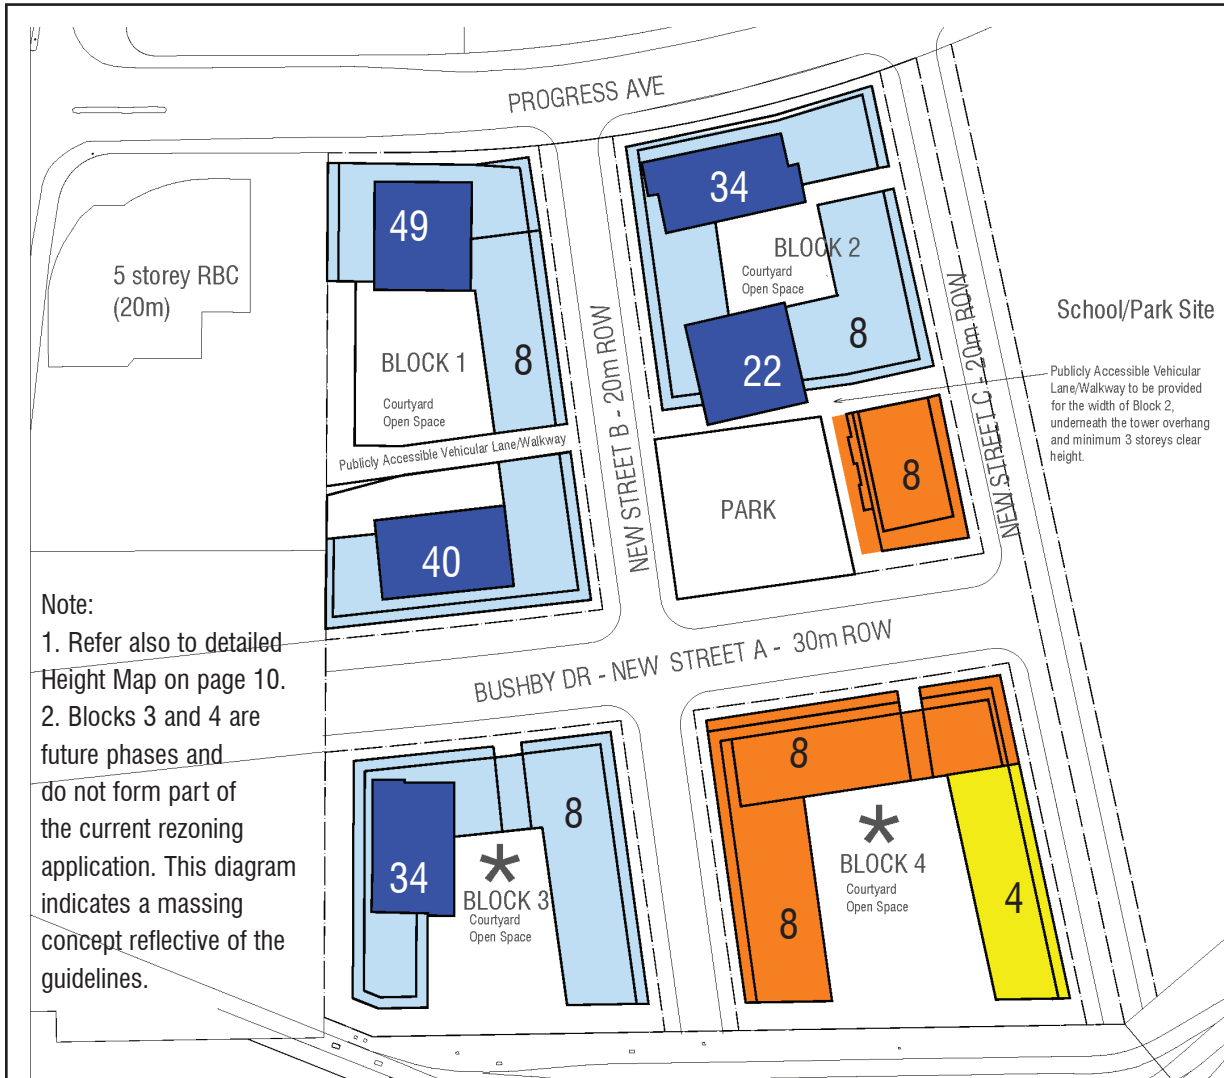 PROGRESS AVE
5 storey RBC
(20m)
49
BLOCK 1
8
Courtyard
Open Space
Publicly Accessible Vehicular Lane/Walkway
40
NEW STREET B - 20m ROW
34
BLOCK 2
Courtyard
Open Space
8
22
PARK
8
NEW STREET C - 20m ROW
School/Park Site
Publicly Accessible Vehicular
Lane/Walkway to be provided
for the width of Block 2,
underneath the tower overhang
and minimum 3 storeys clear
height.
BUSHBY DR - NEW STREET A - 30m ROW
Note:
1. Refer also to detailed
Height Map on page 10.
2. Blocks 3 and 4 are
future phases and
do not form part of
the current rezoning
application. This diagram
indicates a massing
concept reflective of the
guidelines.
8
34
*
BLOCK 3
Courtyard
Open Space
8
*
BLOCK 4
Courtyard
Open Space
8
4